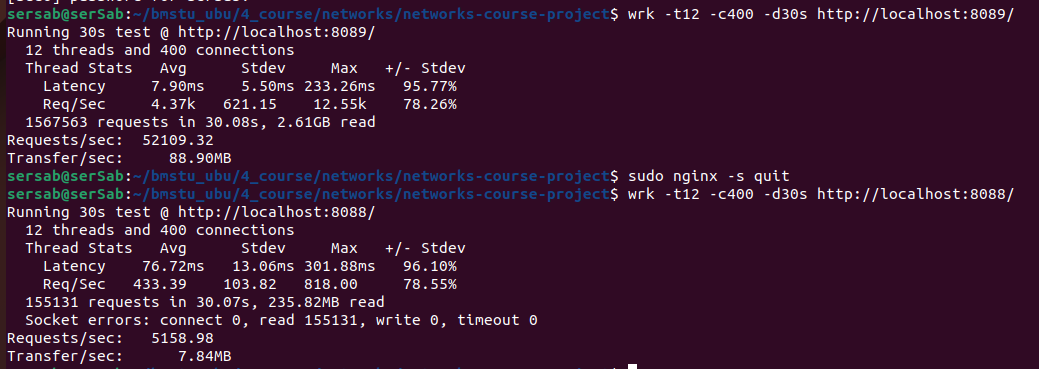 sersab@serSab:~/bmstu_ubu/4_course/networks/networks-course-project$ wrk -t12 -c400 -d30s http://localhost:8089/
Running 30s test @ http://localhost:8089/
  12 threads and 400 connections
  Thread Stats   Avg      Stdev     Max   +/- Stdev
    Latency     7.90ms    5.50ms 233.26ms   95.77%
    Req/Sec     4.37k   621.15    12.55k    78.26%
  1567563 requests in 30.08s, 2.61GB read
Requests/sec:  52109.32
Transfer/sec:     88.90MB
sersab@serSab:~/bmstu_ubu/4_course/networks/networks-course-project$ sudo nginx -s quit
sersab@serSab:~/bmstu_ubu/4_course/networks/networks-course-project$ wrk -t12 -c400 -d30s http://localhost:8088/
Running 30s test @ http://localhost:8088/
  12 threads and 400 connections
  Thread Stats   Avg      Stdev     Max   +/- Stdev
    Latency    76.72ms   13.06ms 301.88ms   96.10%
    Req/Sec   433.39    103.82   818.00     78.55%
  155131 requests in 30.07s, 235.82MB read
  Socket errors: connect 0, read 155131, write 0, timeout 0
Requests/sec:   5158.98
Transfer/sec:      7.84MB